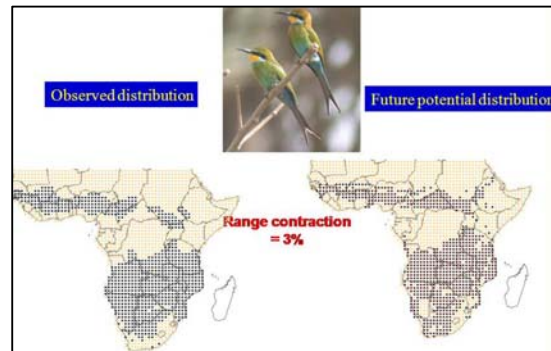 Observed distribution
Future potential distribution
Range contraction
= 3%